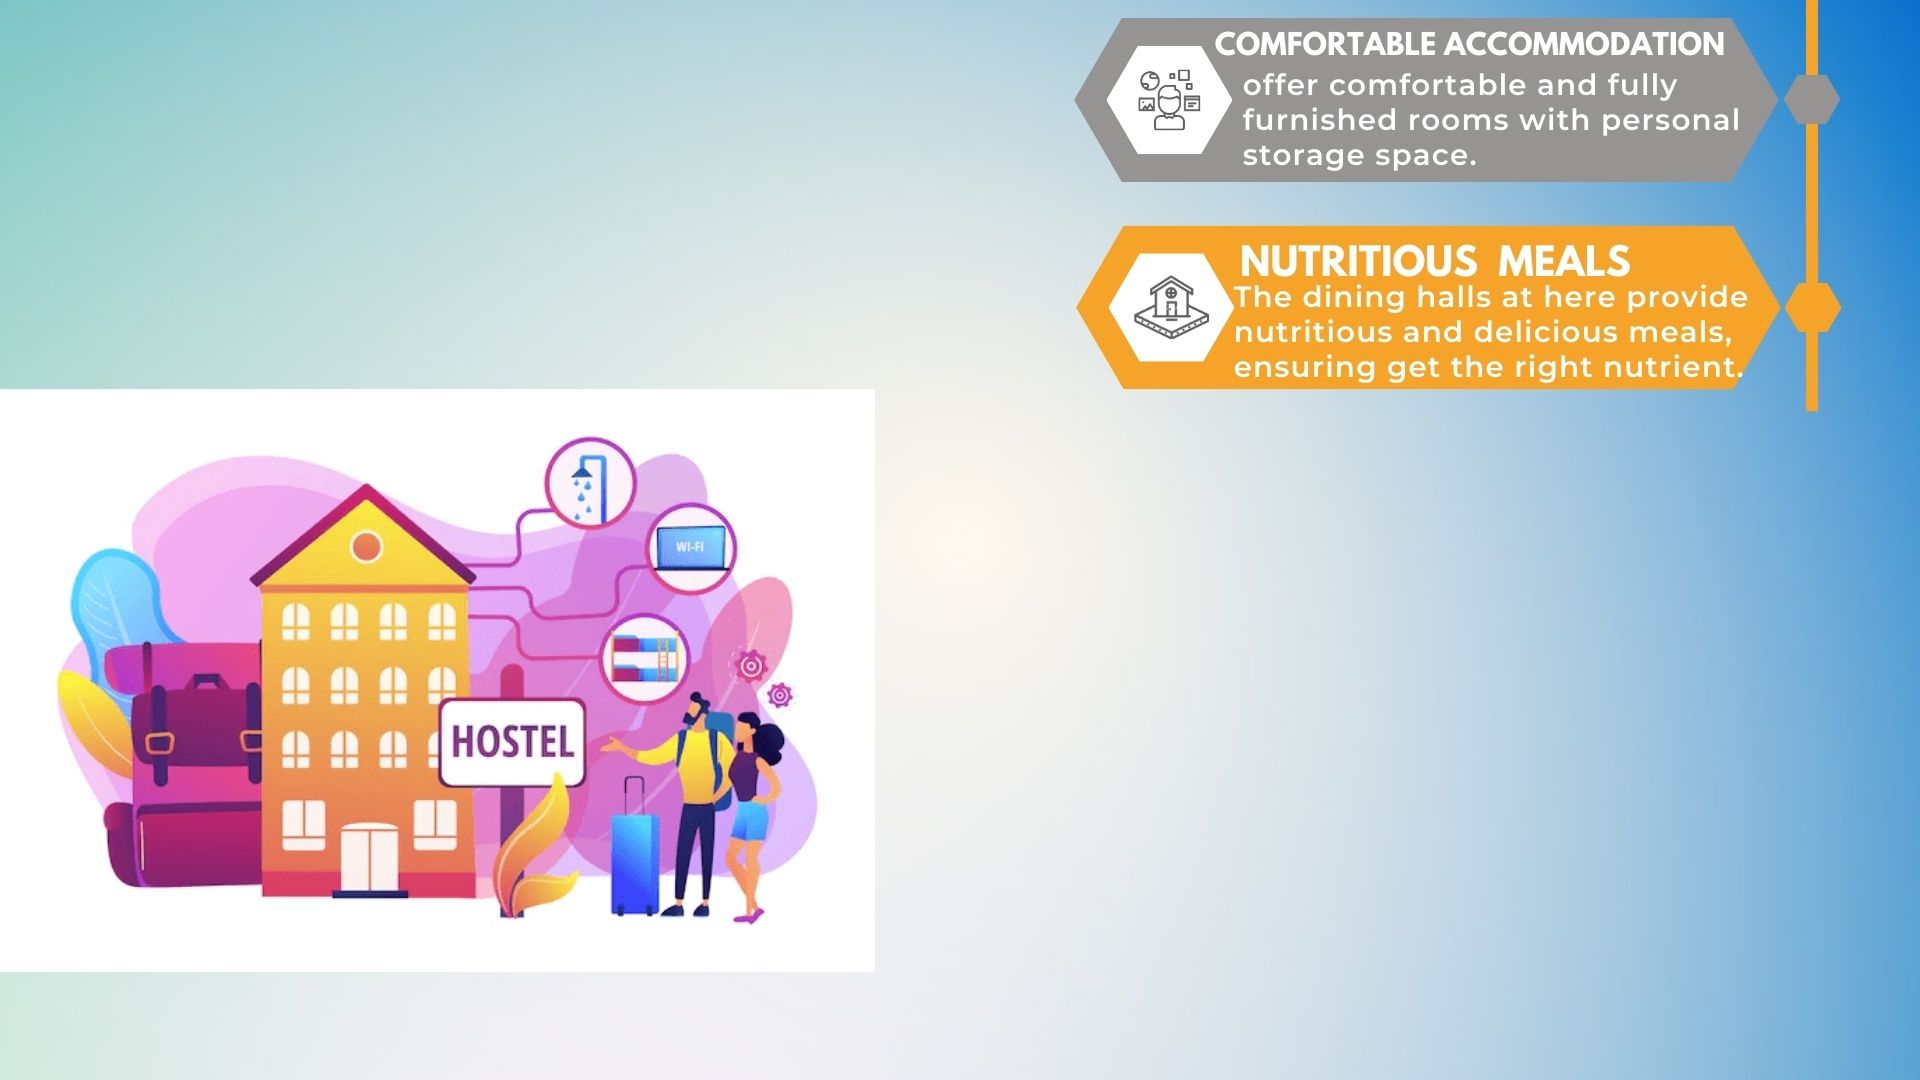 COMFORTABLE ACCOMMODATION
offer comfortable and fully
furnished rooms with personal
storage space.
NUTRITIOUS MEALS
The dining halls at here provide
nutritious and delicious meals,
ensuring get the right nutrient.
WI-FI
HOSTEL